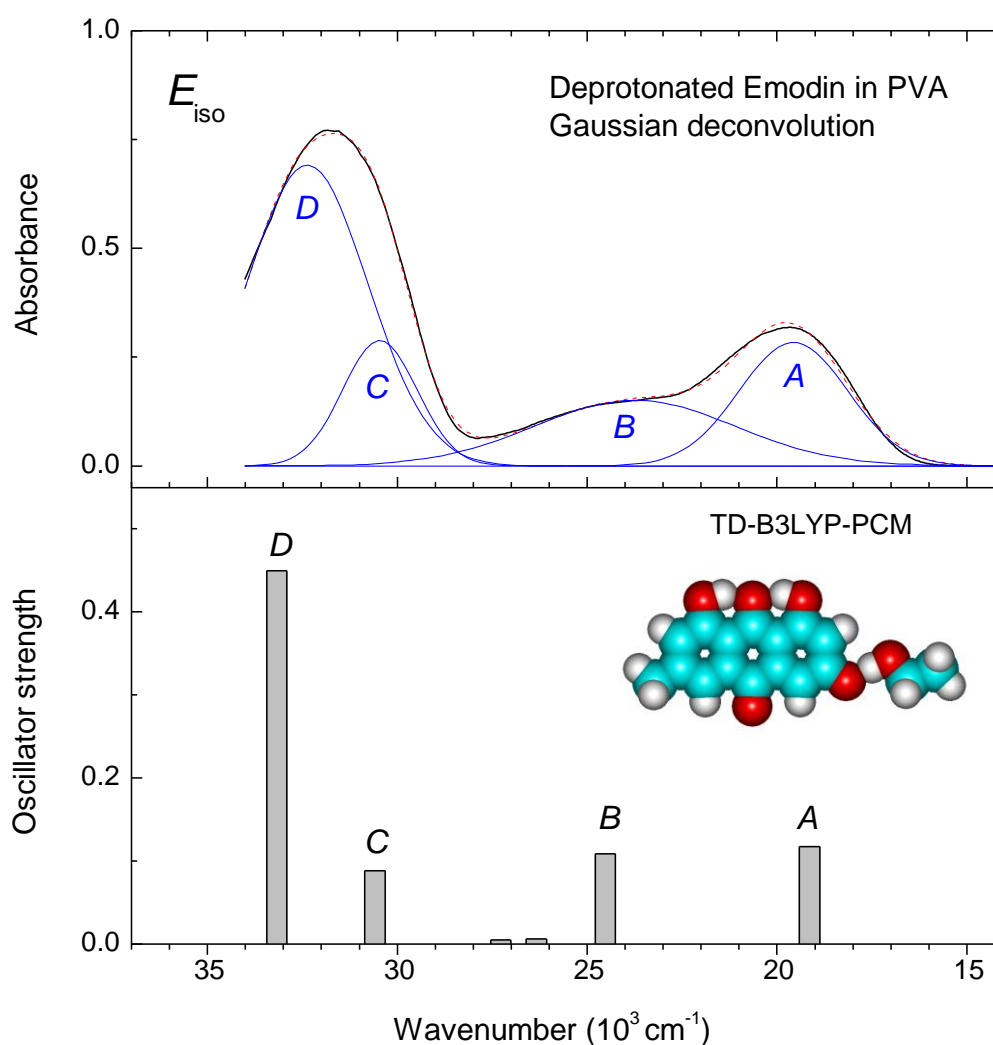 1.0
E iso
Deprotonated Emodin in PVA
Gaussian deconvolution
Absorbance
0.5
D
C
B
A
0.0
TD-B3LYP-PCM
Oscillator strength
D
0.4
0.2
C
B
A
0.0
35 30 25 20 15
Wavenumber (10³ cm⁻¹)